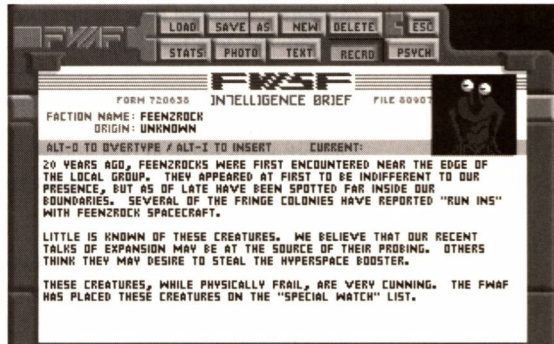 LOAD SAVE AS NEW DELETE ESC
STATS PHOTO TEXT RECRD PSYCH
FWAF
FWAF
FORM 720638 INTELLIGENCE BRIEF FILE 80907
FACTION NAME: FEENZROCK
ORIGIN: UNKNOWN
ALT-O TO OVERTYPE / ALT-I TO INSERT CURRENT:
20 YEARS AGO, FEENZROCKS WERE FIRST ENCOUNTERED NEAR THE EDGE OF
THE LOCAL GROUP. THEY APPEARED AT FIRST TO BE INDIFFERENT TO OUR
PRESENCE, BUT AS OF LATE HAVE BEEN SPOTTED FAR INSIDE OUR
BOUNDARIES. SEVERAL OF THE FRINGE COLONIES HAVE REPORTED "RUN INS"
WITH FEENZROCK SPACECRAFT.
LITTLE IS KNOWN OF THESE CREATURES. WE BELIEVE THAT OUR RECENT
TALKS OF EXPANSION MAY BE AT THE SOURCE OF THEIR PROBING. OTHERS
THINK THEY MAY DESIRE TO STEAL THE HYPERSPACE BOOSTER.
THESE CREATURES, WHILE PHYSICALLY FRAIL, ARE VERY CUNNING. THE FWAF
HAS PLACED THESE CREATURES ON THE "SPECIAL WATCH" LIST.